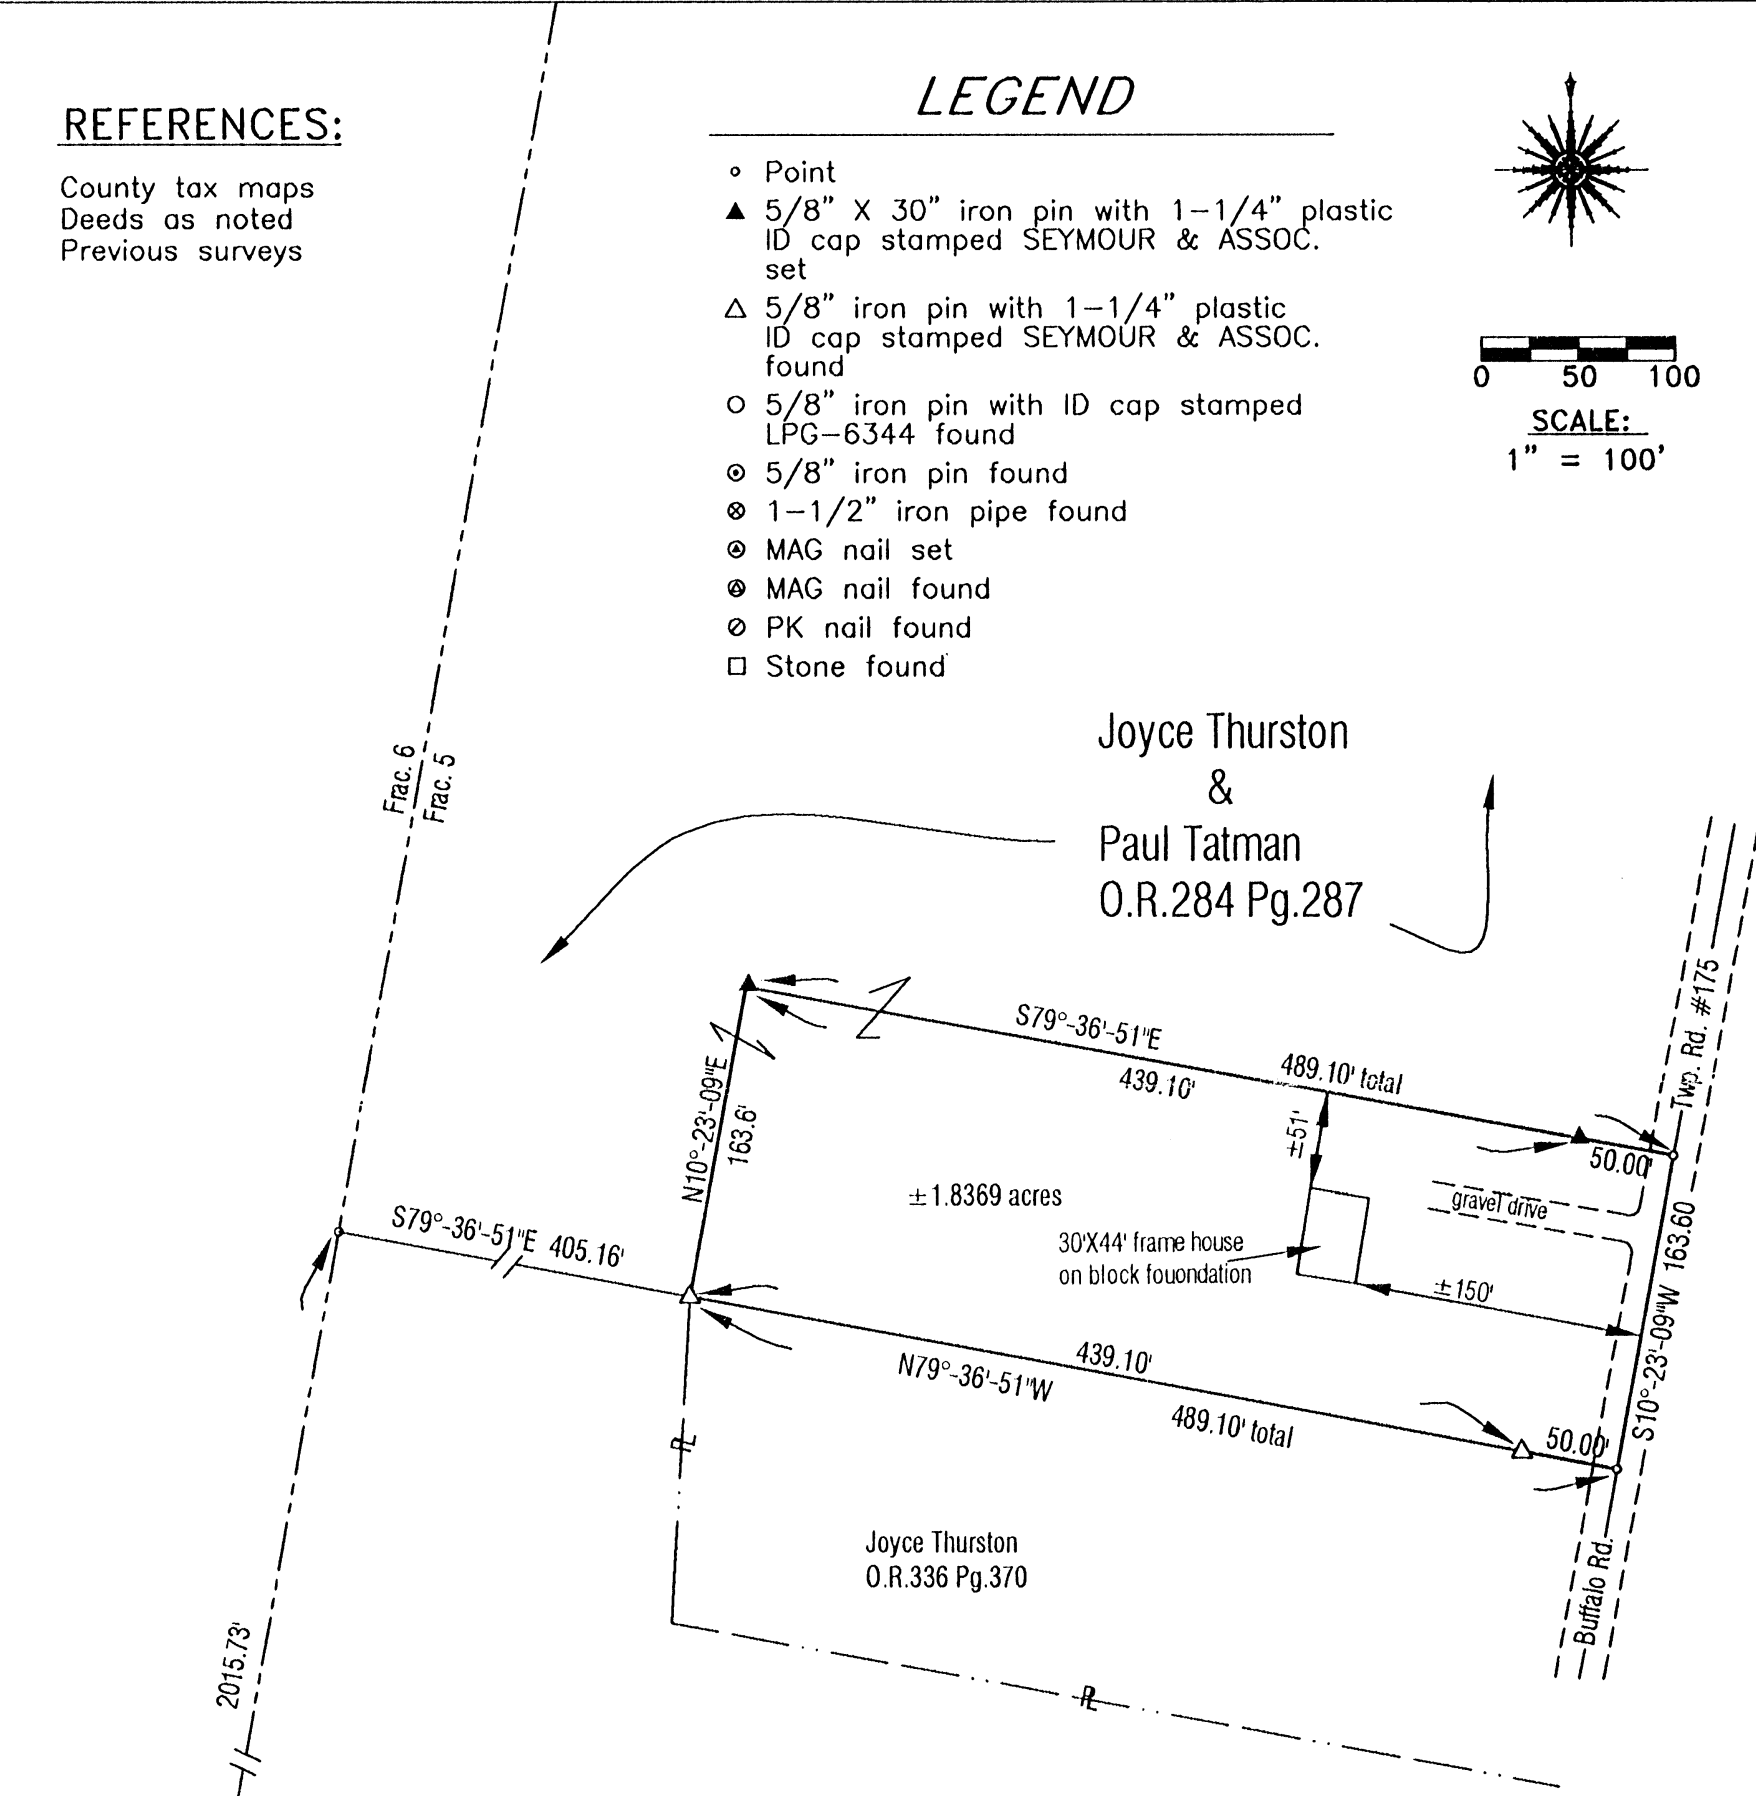 REFERENCES:
County tax maps
Deeds as noted
Previous surveys
LEGEND
Point
5/8" X 30" iron pin with 1-1/4" plastic
ID cap stamped SEYMOUR & ASSOC.
set
5/8" iron pin with 1-1/4" plastic
ID cap stamped SEYMOUR & ASSOC.
found
5/8" iron pin with ID cap stamped
LPG-6344 found
5/8" iron pin found
1-1/2" iron pipe found
MAG nail set
MAG nail found
PK nail found
Stone found
0 50 100
SCALE:
1" = 100'
Frac. 6
Frac. 5
Joyce Thurston
&
Paul Tatman
O.R.284 Pg.287
Twp. Rd. #175
S79°-36'-51"E
489.10' total
439.10'
N10°-23'-09"E
163.6'
±51'
50.00'
gravel drive
±1.8369 acres
30'X44' frame house
on block fouondation
±150'
S10°-23'-09"W 163.60
S79°-36'-51"E 405.16'
439.10'
N79°-36'-51"W
489.10' total
50.00'
PL
Joyce Thurston
O.R.336 Pg.370
Buffalo Rd.
2015.73'
PL